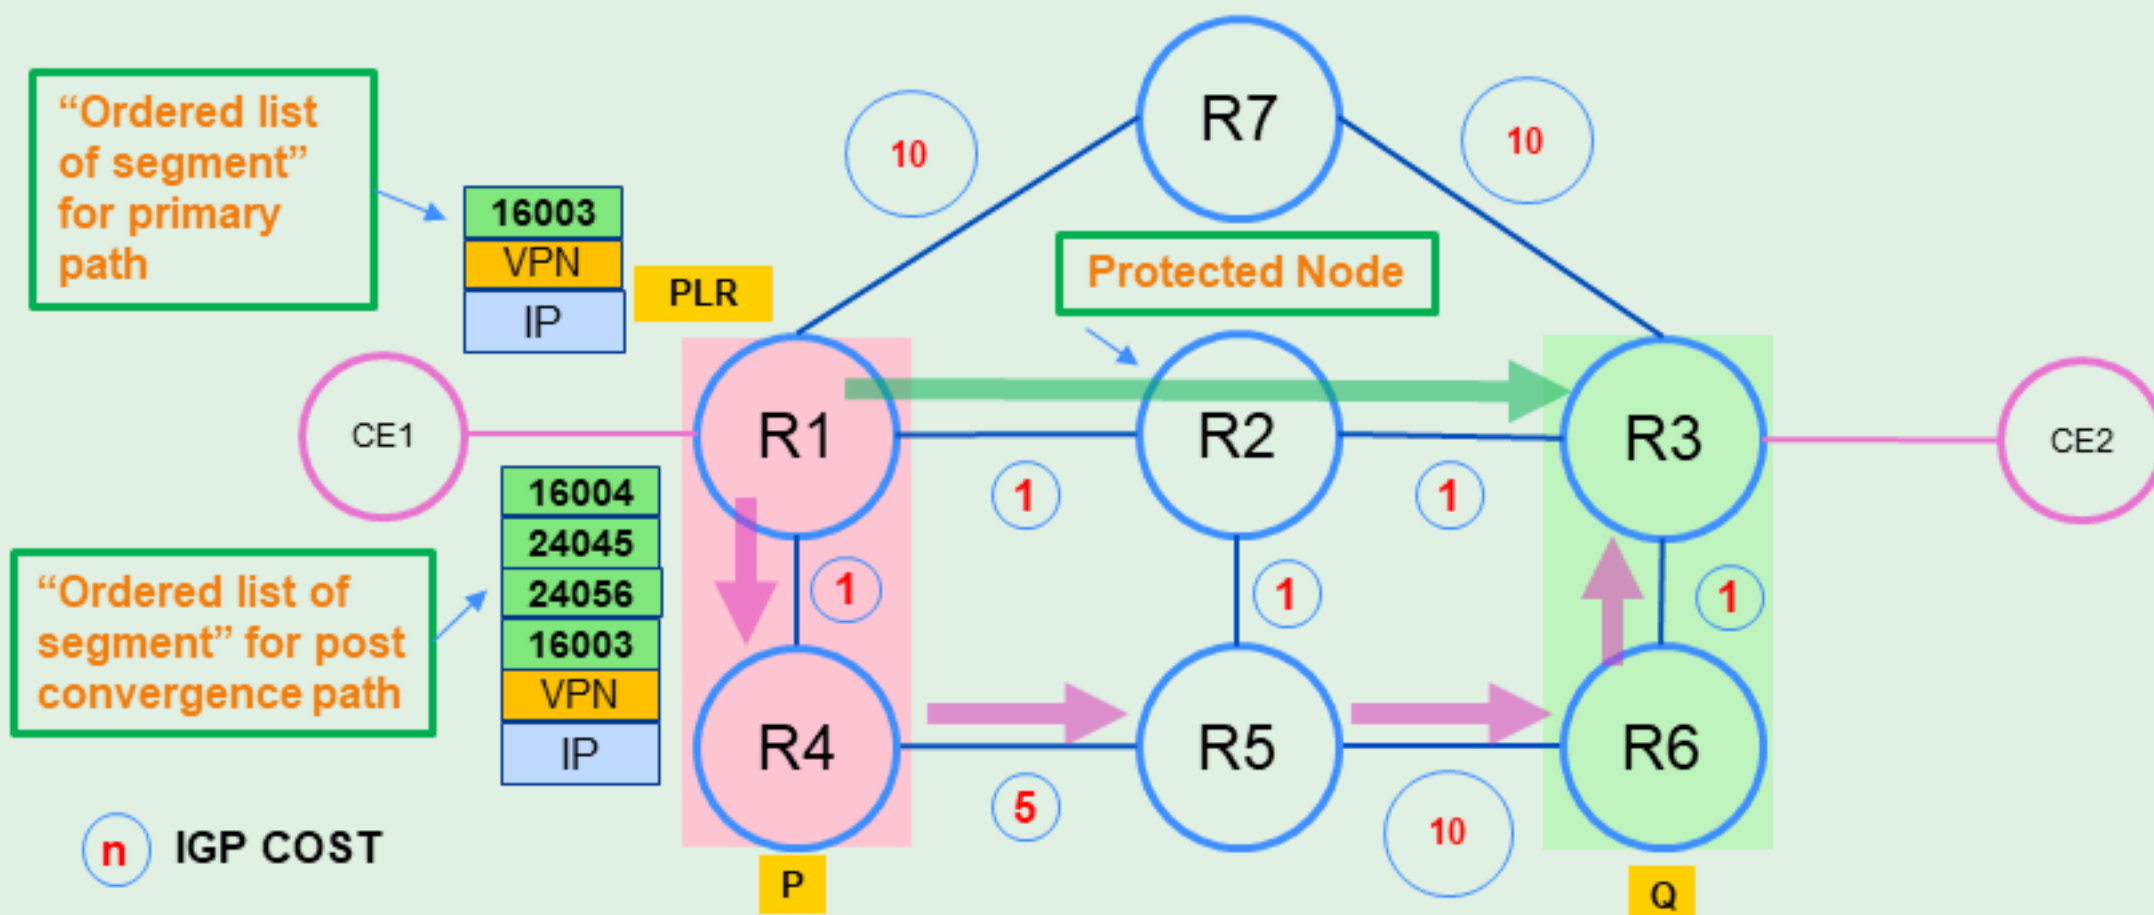 R7
10
10
“Ordered list
of segment”
for primary
path
16003
VPN
IP
PLR
Protected Node
CE1
R1
R2
R3
CE2
1
1
16004
24045
24056
16003
VPN
IP
“Ordered list of
segment” for post
convergence path
1
1
1
R4
R5
R6
5
10
n IGP COST
P
Q